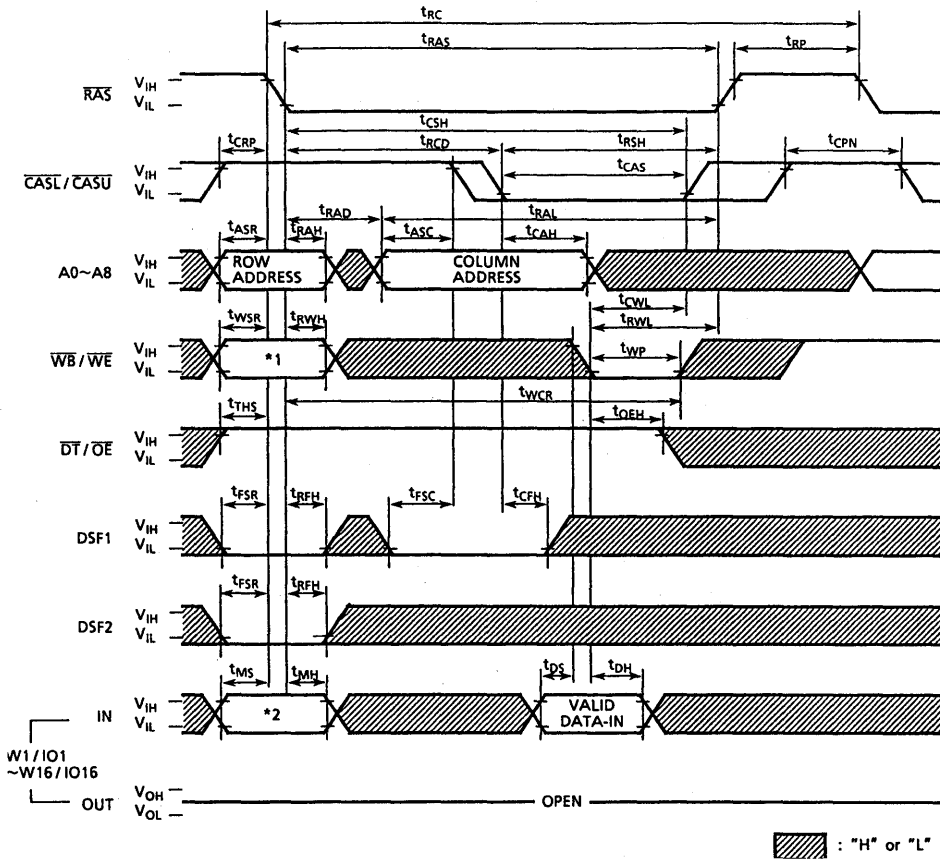 tRC
tRAS
tRP
RAS
VIH
VIL
tCSH
tCRP
tRCD
tRSH
tCPN
CASL / CASU
VIH
VIL
tCAS
tRAD
tRAL
tASR
tRAH
tASC
tCAH
A0~A8
VIH
VIL
ROW
ADDRESS
COLUMN
ADDRESS
tCWL
tWSR
tRWH
tRWL
WB / WE
VIH
VIL
*1
tWP
tWCR
tTHS
tOEH
DT / OE
VIH
VIL
tFSR
tRFH
tFSC
tCFH
DSF1
VIH
VIL
tFSR
tRFH
DSF2
VIH
VIL
tMS
tMH
tDS
tDH
IN
VIH
VIL
*2
VALID
DATA-IN
W1/IO1
~W16/IO16
OUT
VOH
VOL
OPEN
: "H" or "L"